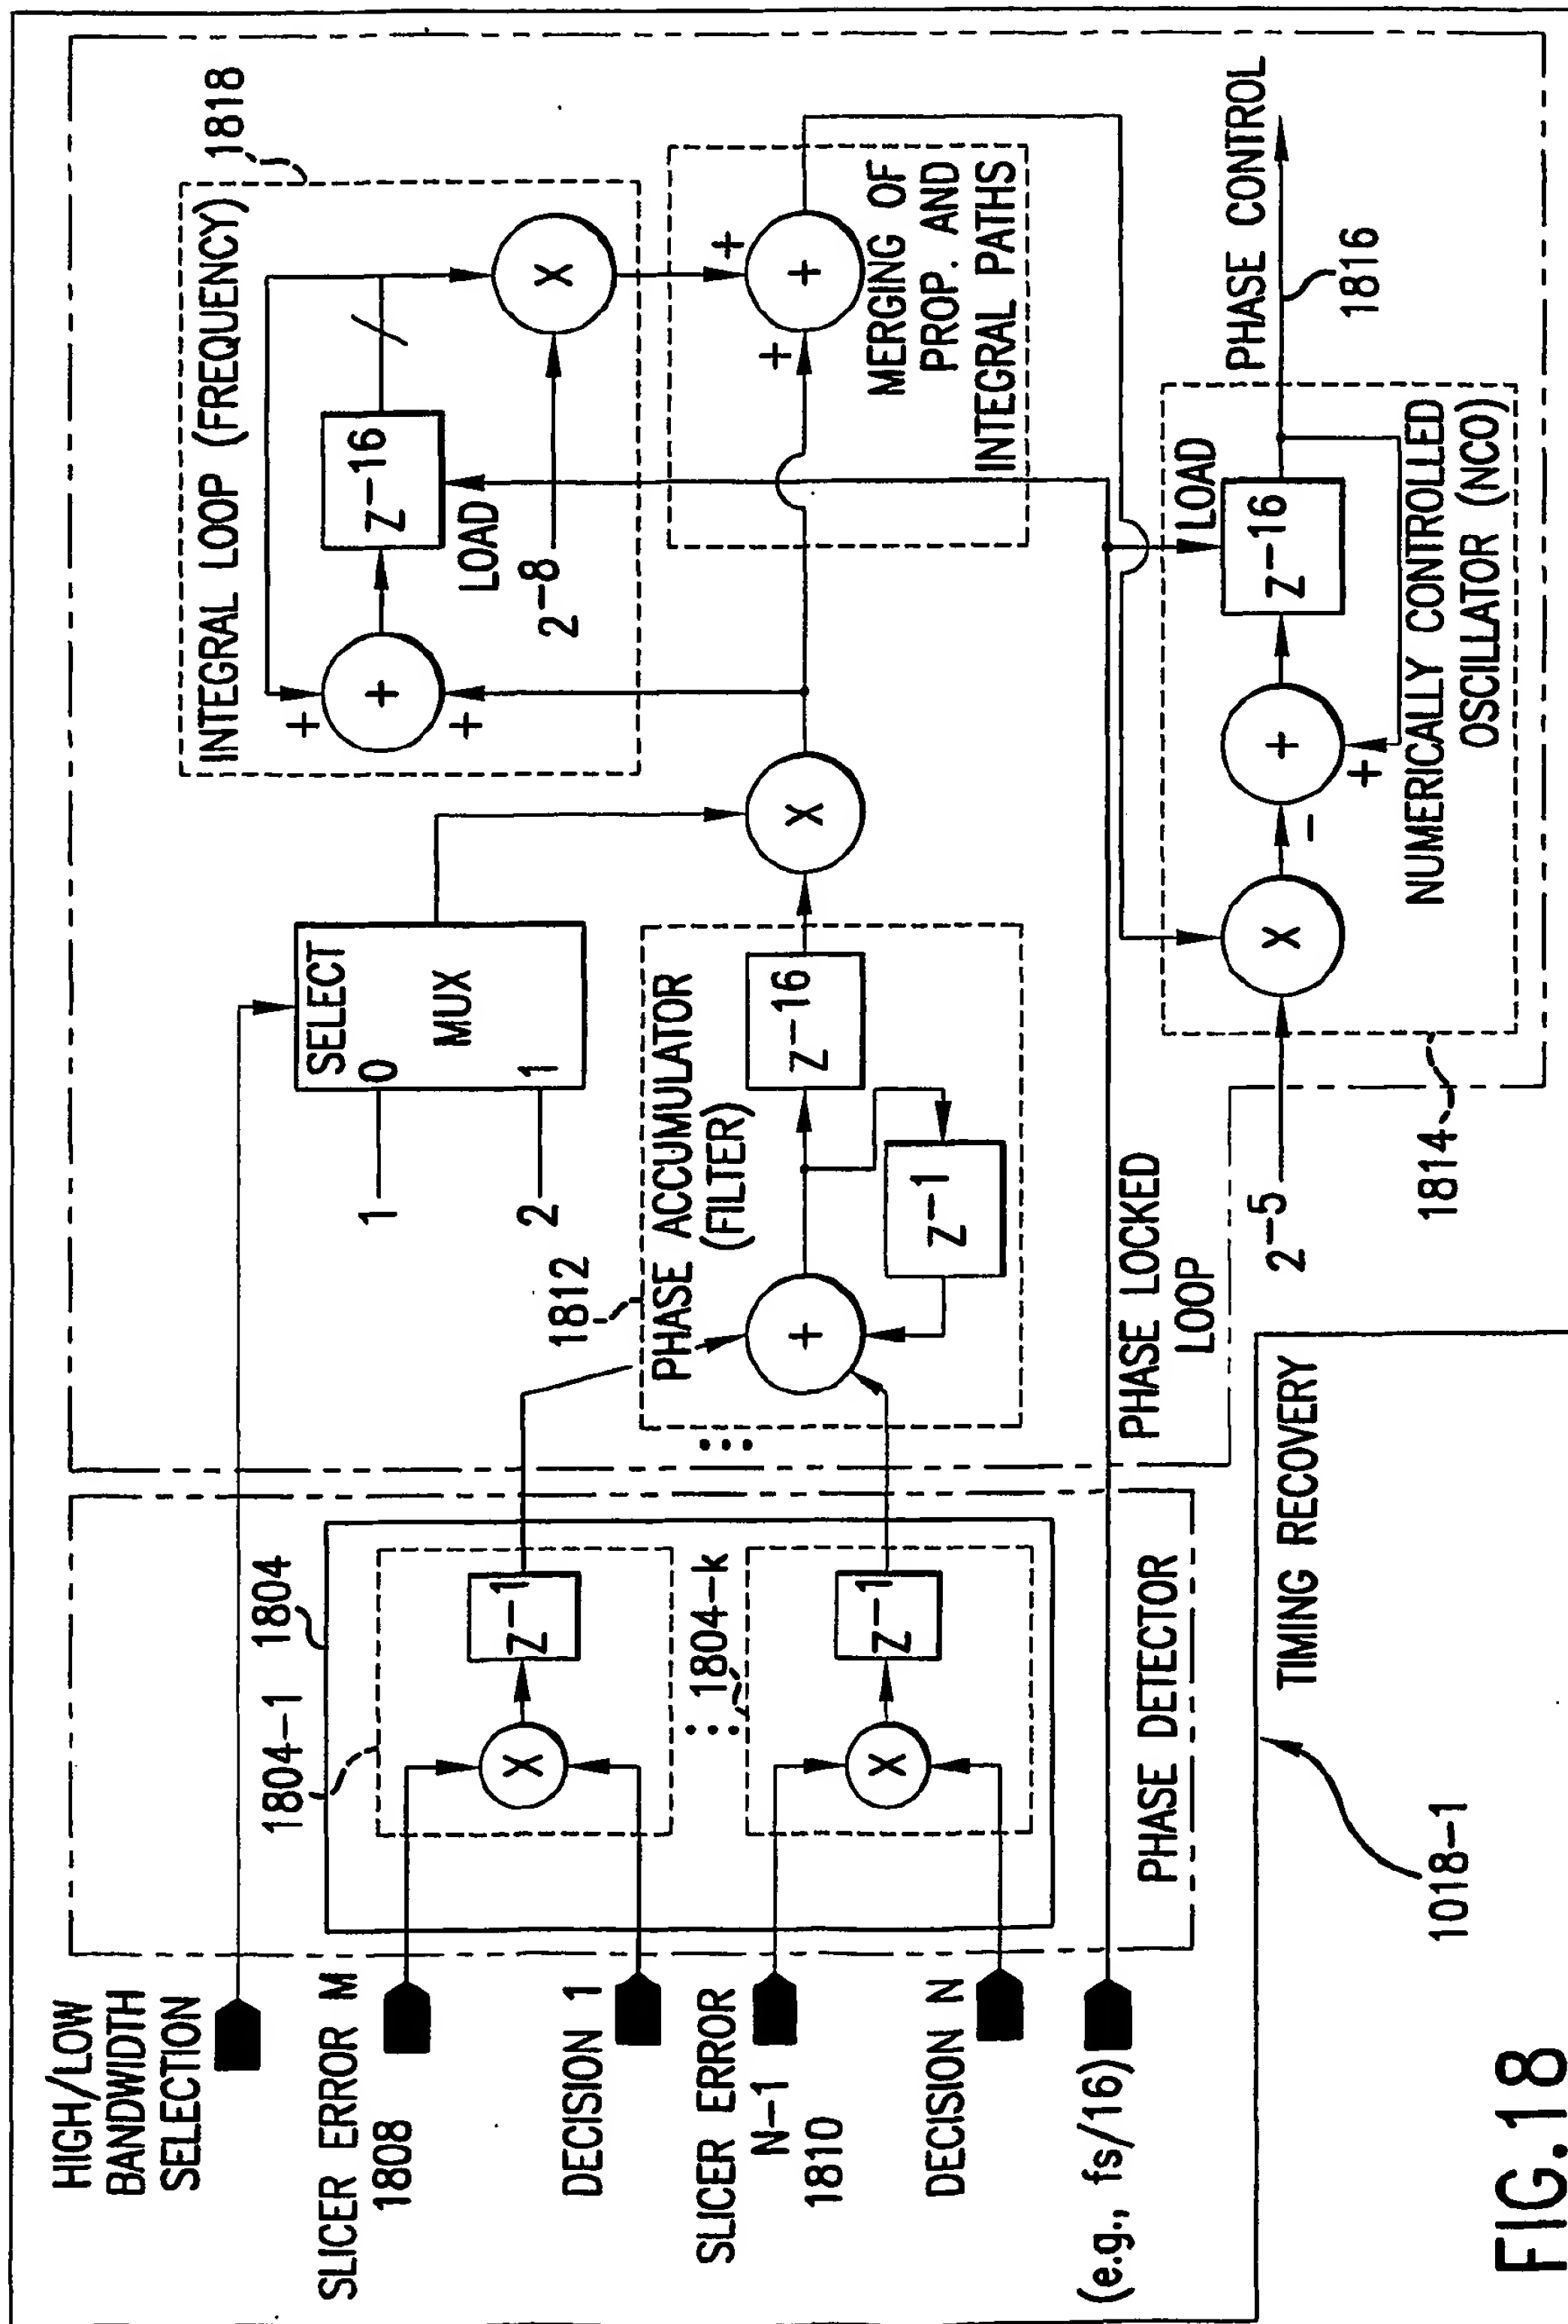 HIGH/LOW
BANDWIDTH
SELECTION
SLICER ERROR M
1808
DECISION 1
SLICER ERROR
N-1
1810
DECISION N
(e.g., fs/16)
1804-1
1804
X
Z-1
1804-k
X
Z-1
PHASE DETECTOR
SELECT
0
MUX
1
1
2
1812
PHASE ACCUMULATOR
(FILTER)
+
Z-16
Z-1
X
PHASE LOCKED
LOOP
INTEGRAL LOOP (FREQUENCY)
1818
+
+
+
Z-16
LOAD
2-8
X
+
+
+
MERGING OF
PROP. AND
INTEGRAL PATHS
2-5
1814
X
-
+
+
Z-16
LOAD
NUMERICALLY CONTROLLED
OSCILLATOR (NCO)
PHASE CONTROL
1816
TIMING RECOVERY
1018-1
FIG.18